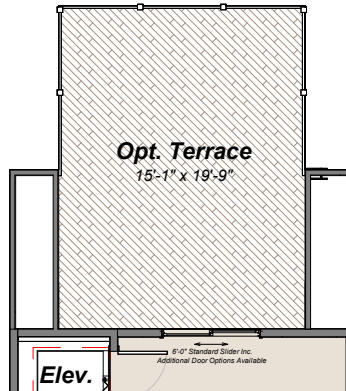 Opt. Terrace
15'-1" x 19'-9"
6'-0" Standard Slider Inc.
Additional Door Options Available
Elev.